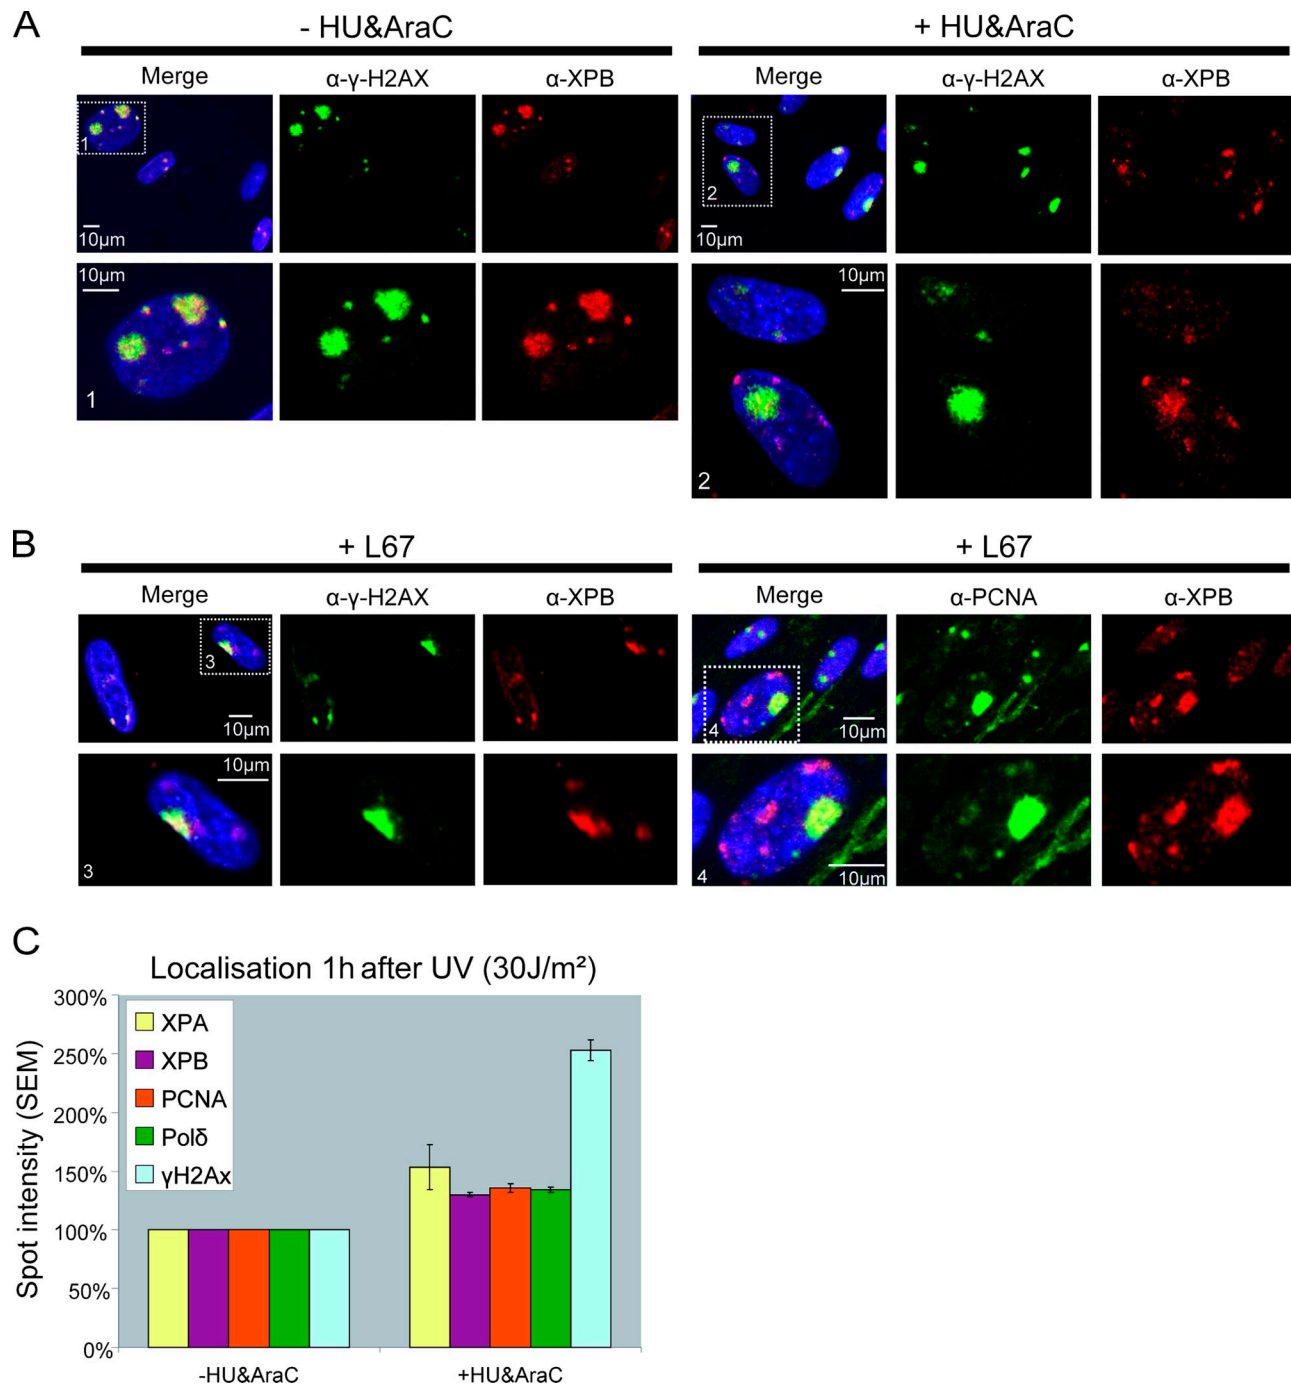 A
- HU&AraC
+ HU&AraC
Merge
α-γ-H2AX
α-XPB
Merge
α-γ-H2AX
α-XPB
1
10µm
2
10µm
10µm
1
10µm
2
B
+ L67
+ L67
Merge
α-γ-H2AX
α-XPB
Merge
α-PCNA
α-XPB
3
10µm
4
10µm
10µm
3
4
10µm
C
Localisation 1h after UV (30J/m²)
Spot intensity (SEM)
300%
250%
200%
150%
100%
50%
0%
XPA
XPB
PCNA
Polδ
γH2Ax
-HU&AraC
+HU&AraC